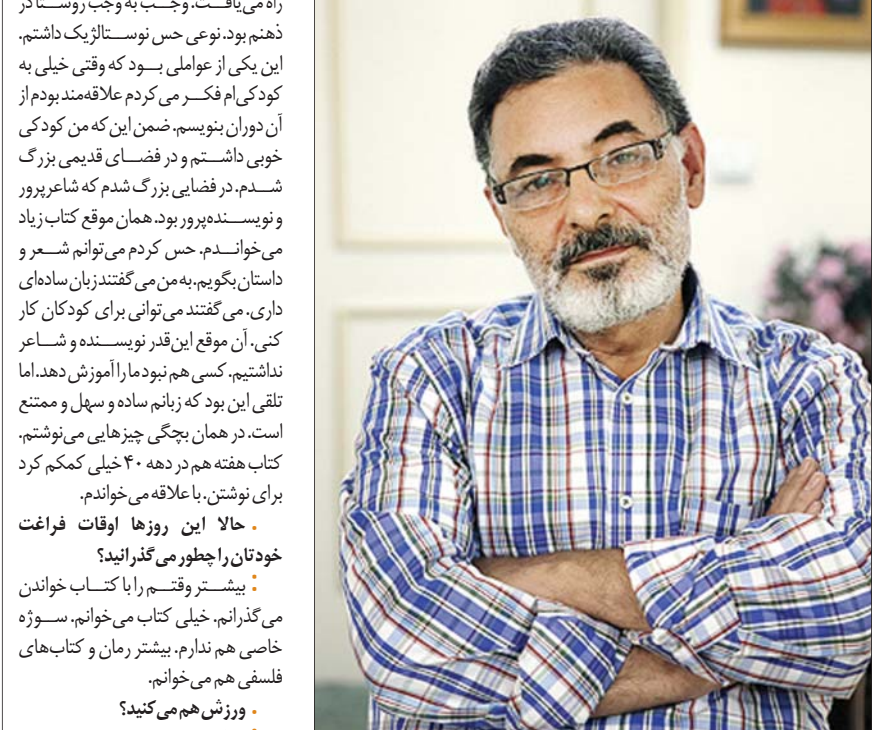 راه می‌یافت. وجب به وجب روستا در
ذهنم بود. نوعی حس نوستالژیک داشتم.
این یکی از عواملی بود که وقتی خیلی به
کودکی‌ام فکر می‌کردم علاقه‌مند بودم از
آن دوران بنویسم. ضمن این که من کودکی
خوبی داشتم و در فضای قدیمی بزرگ
شدم. در فضایی بزرگ شدم که شاعرپرور
و نویسنده‌پرور بود. همان موقع کتاب زیاد
می‌خواندم. حس کردم می‌توانم شعر و
داستان بگویم. به من می‌گفتند زبان ساده‌ای
داری. می‌گفتند می‌توانی برای کودکان کار
کنی. آن موقع این‌قدر نویسنده و شاعر
نداشتیم. کسی هم نبود ما را آموزش دهد. اما
تلقی این بود که زبانم ساده و سهل و ممتنع
است. در همان بچگی چیزهایی می‌نوشتم.
کتاب هفته هم در دهه ۴۰ خیلی کمکم کرد
برای نوشتن. با علاقه می‌خواندم.
. حالا این روزها اوقات فراغت
خودتان را چطور می‌گذرانید؟
: بیشتر وقتم را با کتاب خواندن
می‌گذرانم. خیلی کتاب می‌خوانم. سوژه
خاصی هم ندارم. بیشتر رمان و کتاب‌های
فلسفی هم می‌خوانم.
. ورزش هم می‌کنید؟